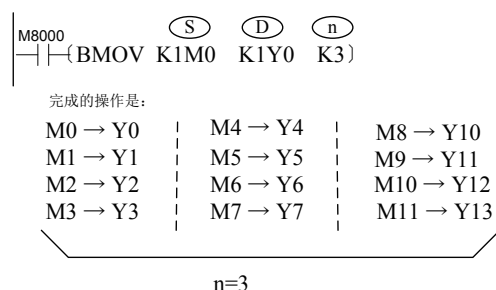 S D n
M8000
BMOV K1M0 K1Y0 K3
完成的操作是:
M0 → Y0 M4 → Y4 M8 → Y10
M1 → Y1 M5 → Y5 M9 → Y11
M2 → Y2 M6 → Y6 M10 → Y12
M3 → Y3 M7 → Y7 M11 → Y13
n=3